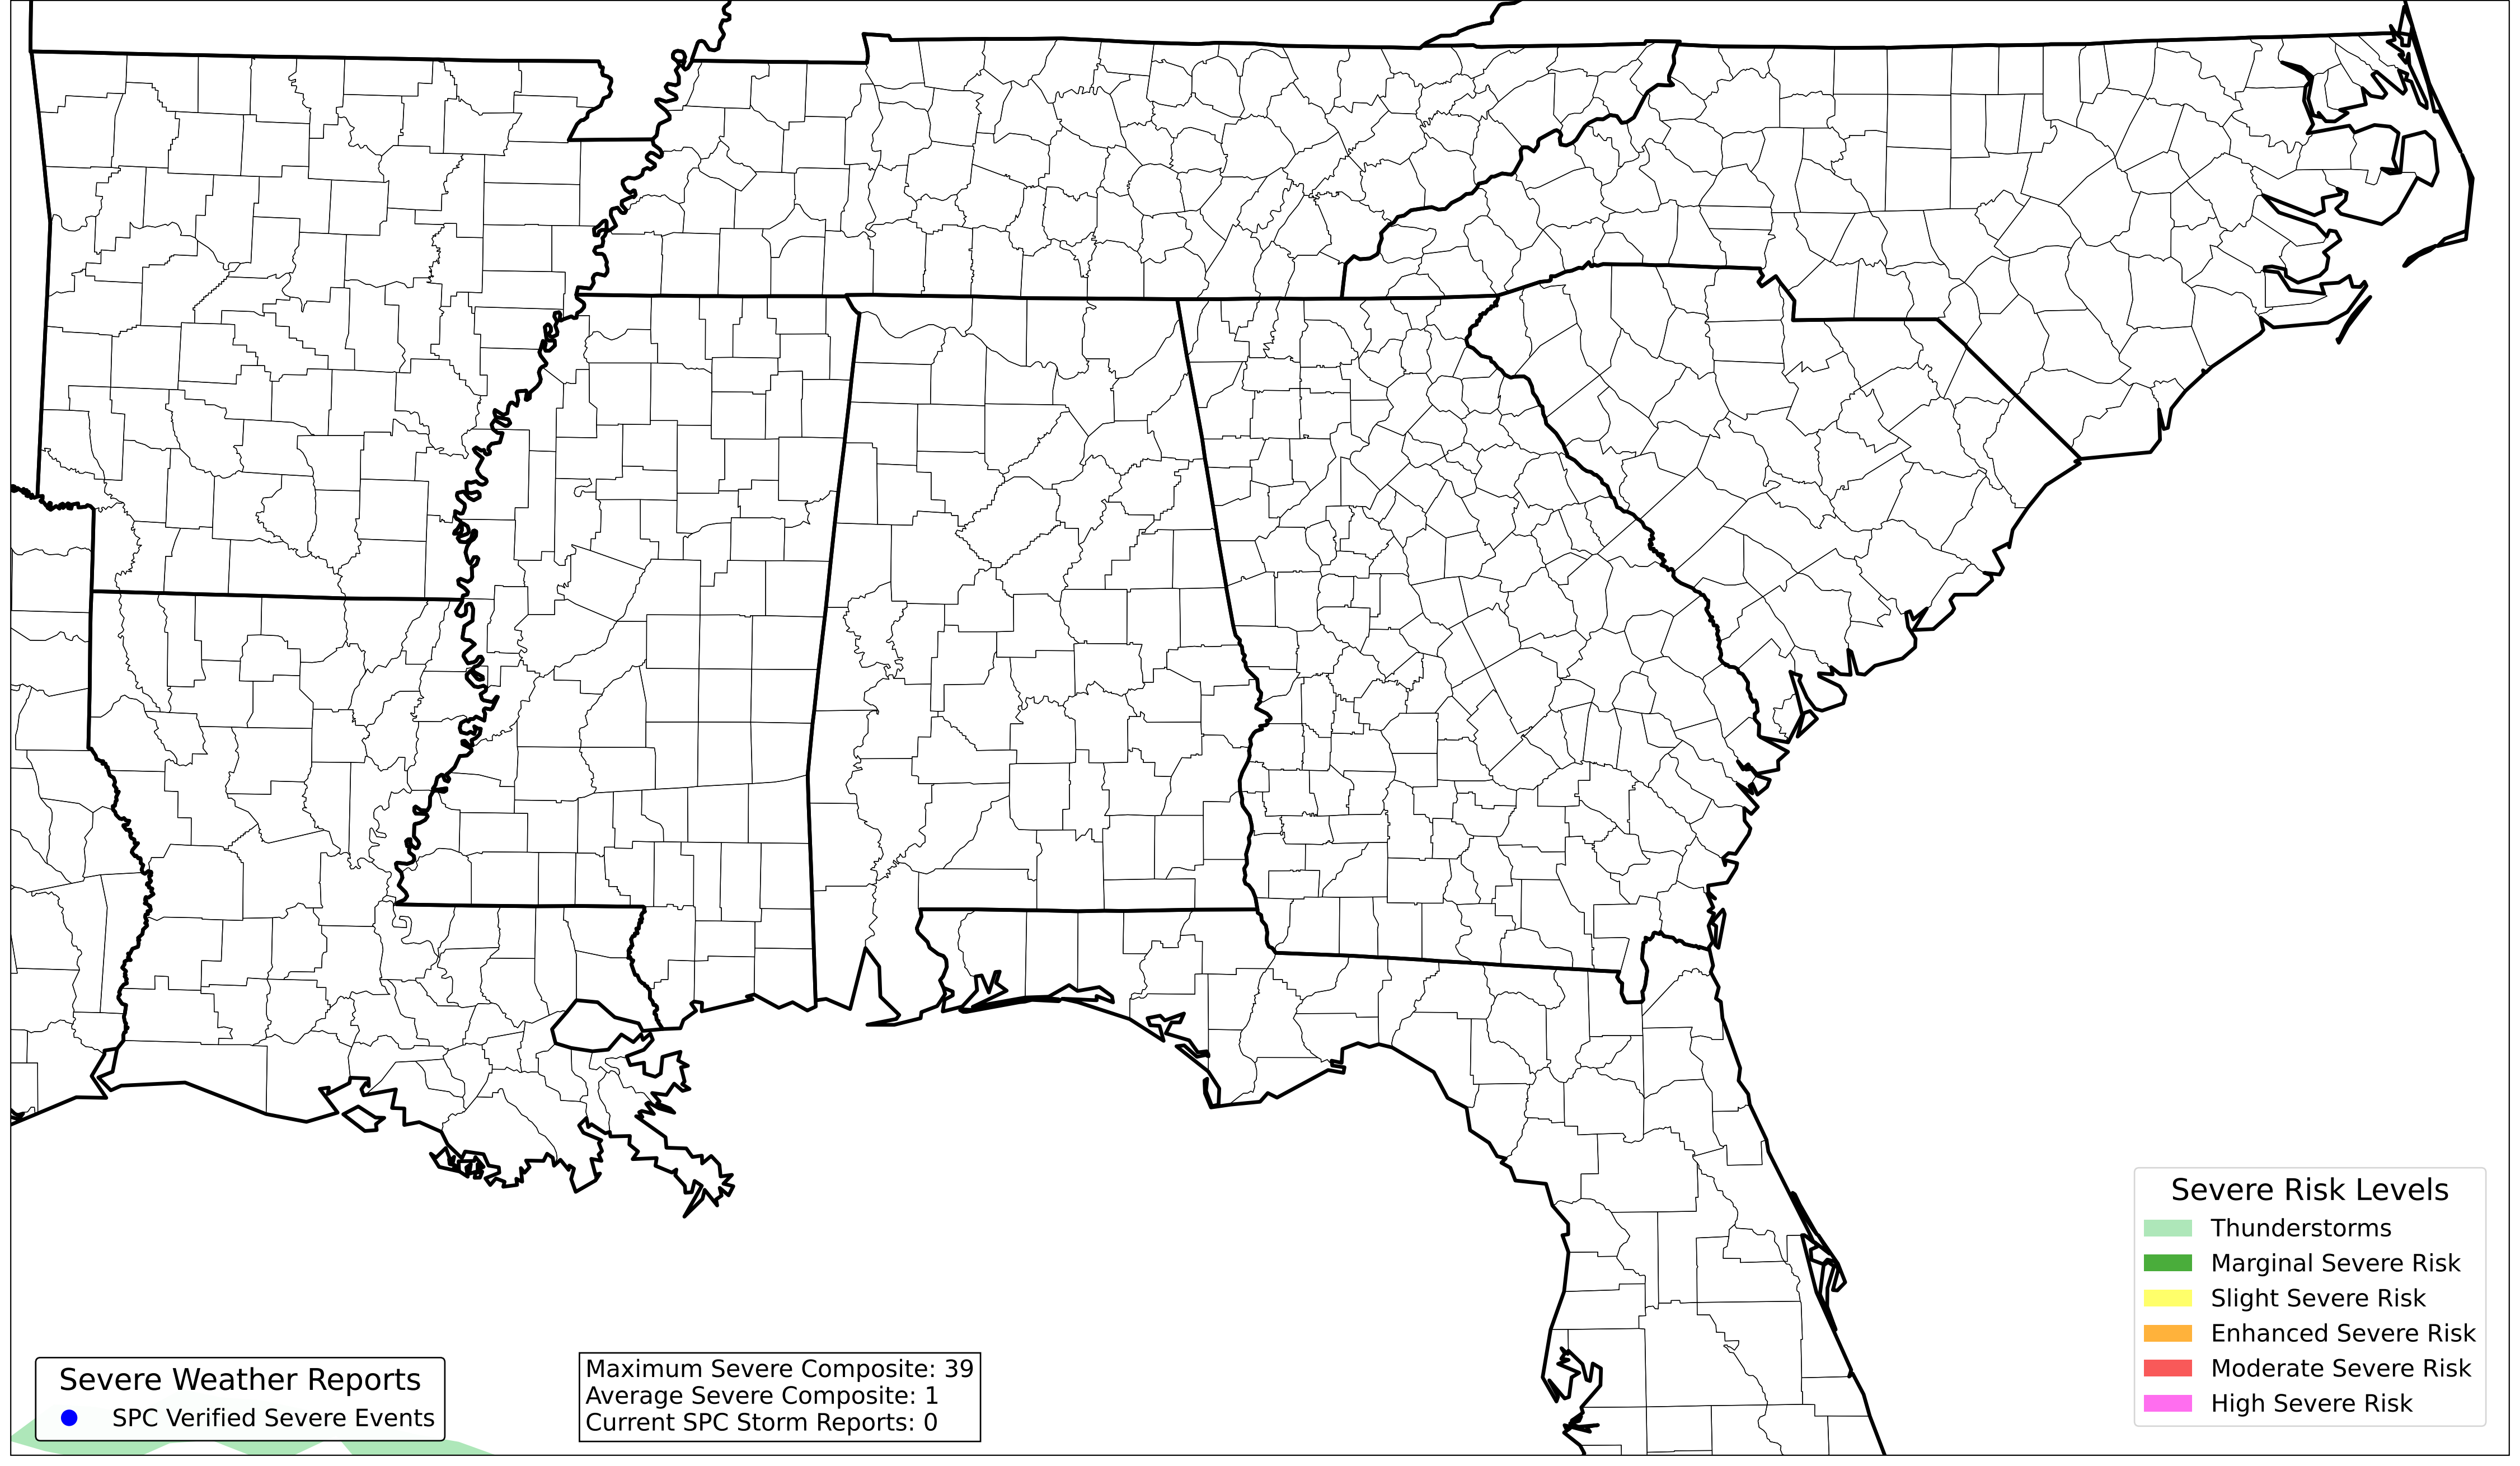 Severe Weather Reports
SPC Verified Severe Events
Maximum Severe Composite: 39
Average Severe Composite: 1
Current SPC Storm Reports: 0
Severe Risk Levels
Thunderstorms
Marginal Severe Risk
Slight Severe Risk
Enhanced Severe Risk
Moderate Severe Risk
High Severe Risk